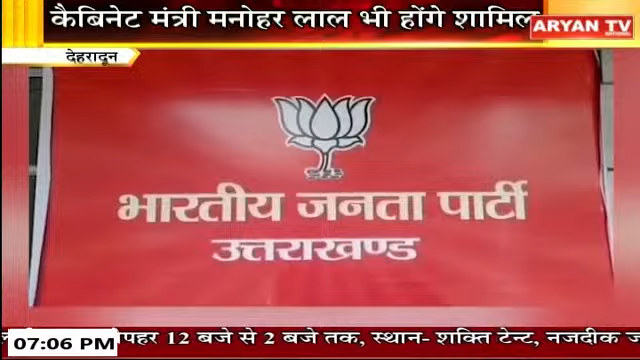 कैबिनेट मंत्री मनोहर लाल भी होंगे शामिल
ARYAN TV
देहरादून
भारतीय जनता पार्टी
उत्तराखण्ड
07:06 PM
12 बजे से 2 बजे तक, स्थान- शक्ति टेन्ट, नजदीक